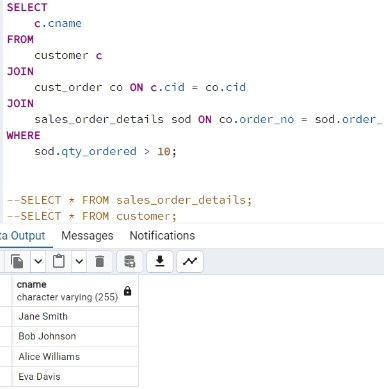 SELECT
c.cname
FROM
customer c
JOIN
cust_order co ON c.cid = co.cid
JOIN
sales_order_details sod ON co.order_no = sod.order_
WHERE
sod.qty_ordered > 10;
--SELECT * FROM sales_order_details;
--SELECT * FROM customer;
ta Output Messages Notifications
cname
character varying (255)
Jane Smith
Bob Johnson
Alice Williams
Eva Davis